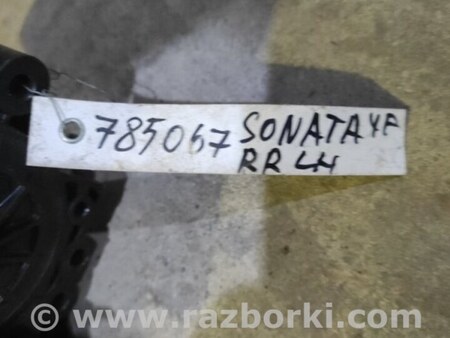 785067 SONATA YF
RR LH
© www.razborki.com